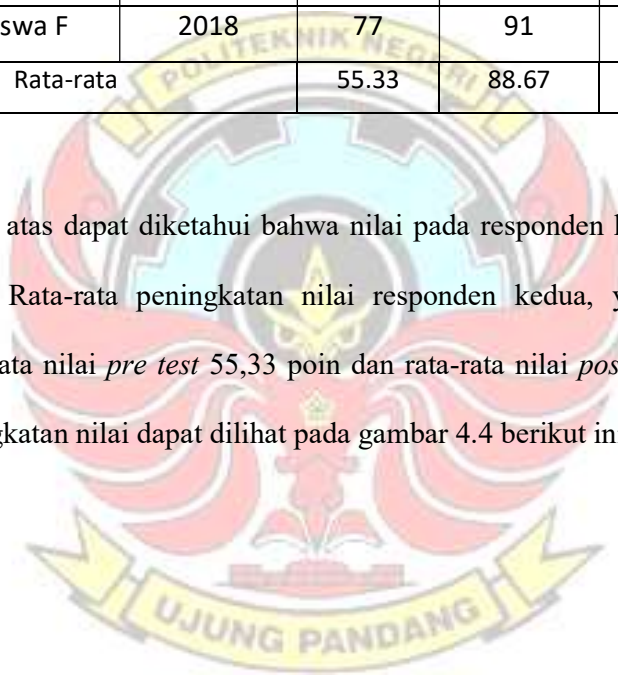 swa F 2018 77 91
Rata-rata 55.33 88.67
POLITEKNIK NEGERI
atas dapat diketahui bahwa nilai pada responden
Rata-rata peningkatan nilai responden kedua,
ata nilai pre test 55,33 poin dan rata-rata nilai pos
gkatan nilai dapat dilihat pada gambar 4.4 berikut in
UJUNG PANDANG